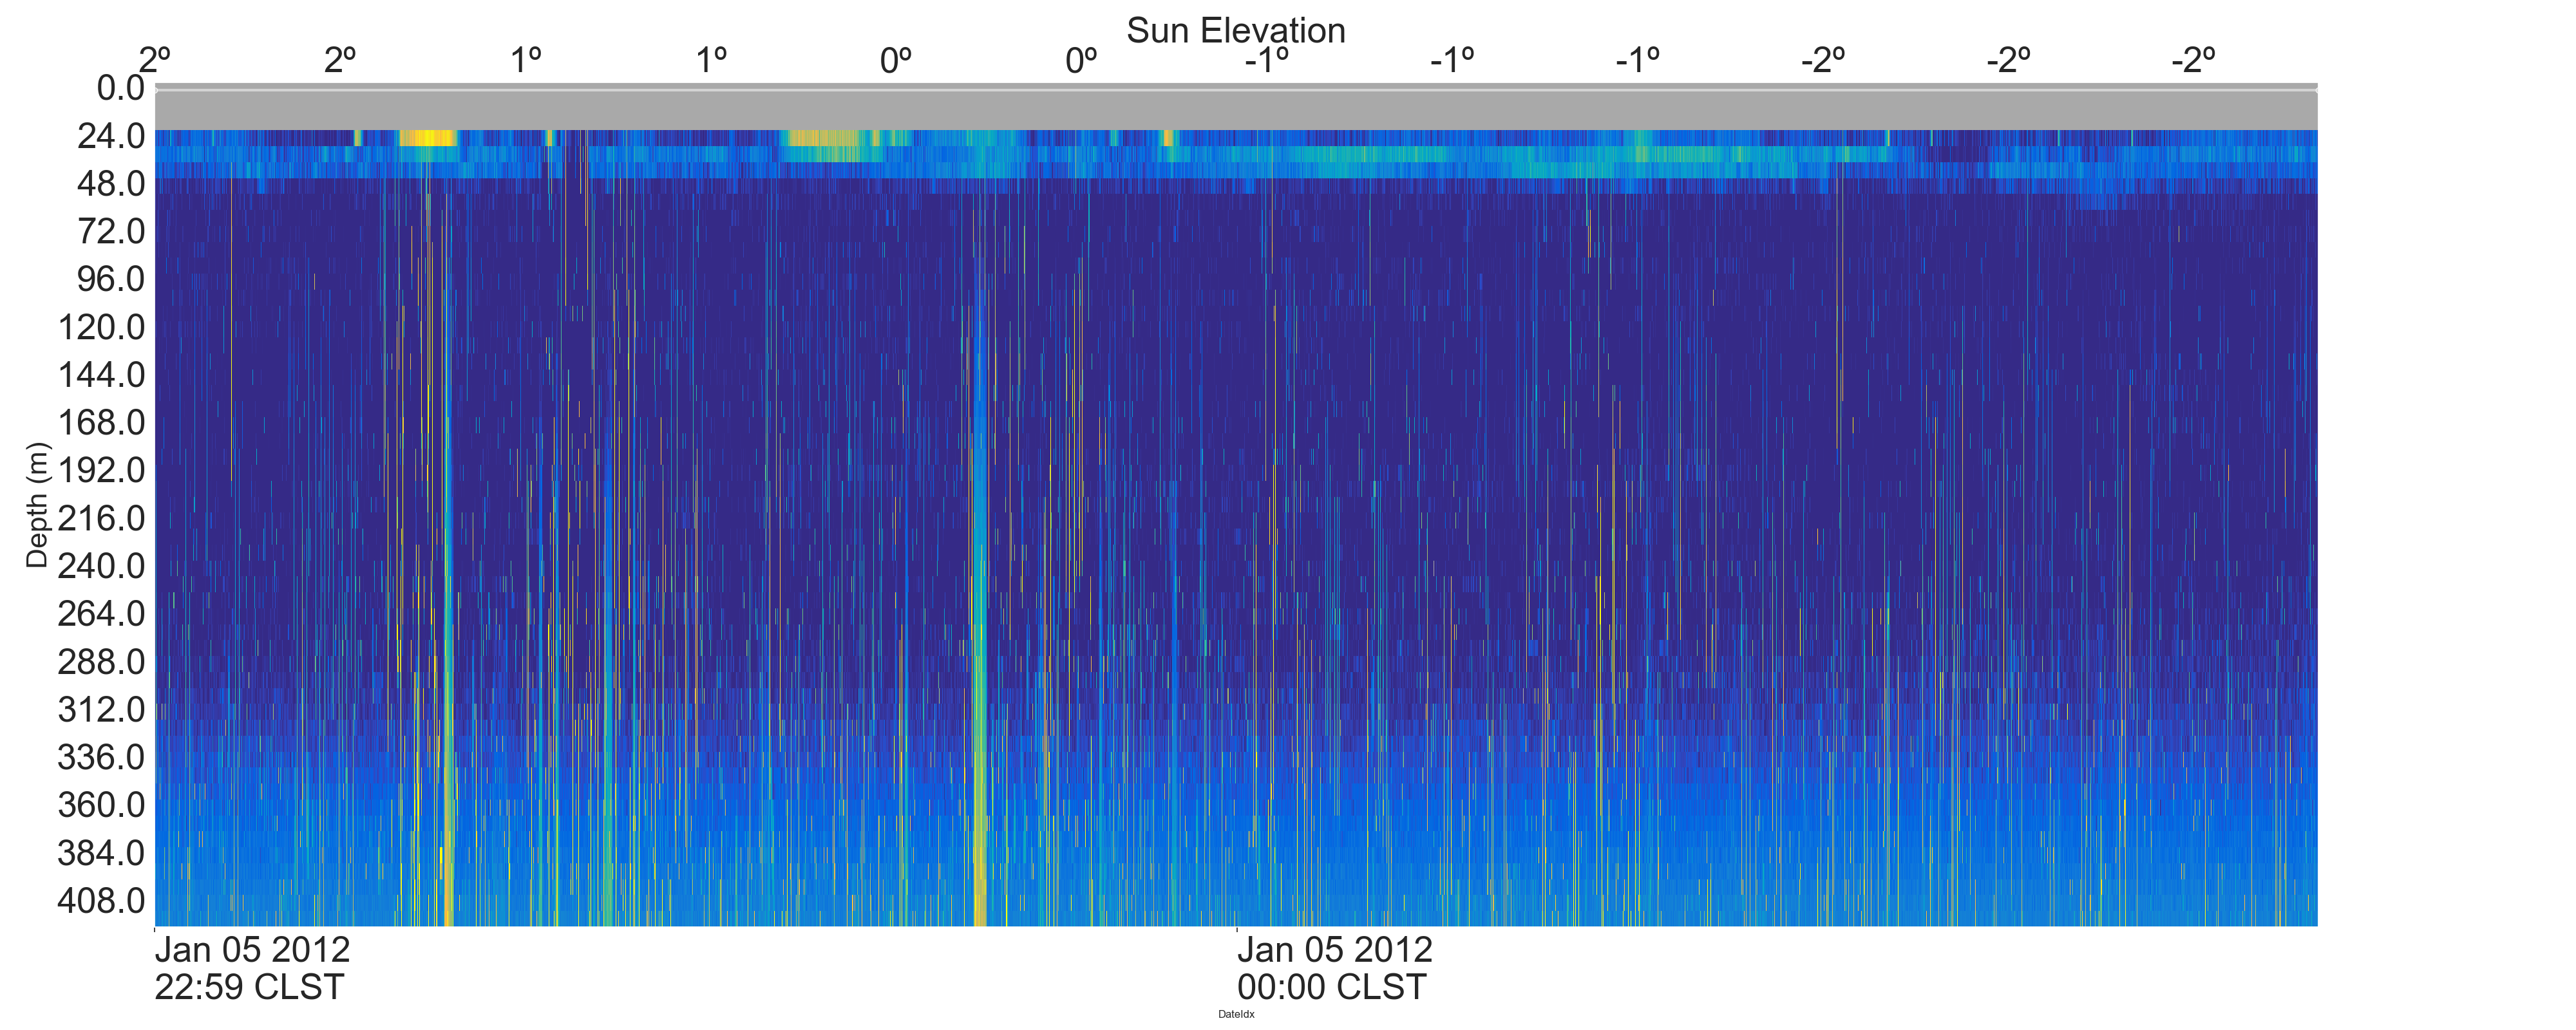 Sun Elevation
2º 2º 1º 1º 0º 0º -1º -1º -1º -2º -2º -2º
0.0
24.0
48.0
72.0
96.0
120.0
144.0
168.0
192.0
216.0
240.0
264.0
288.0
312.0
336.0
360.0
384.0
408.0
Depth (m)
Jan 05 2012
22:59 CLST
Jan 05 2012
00:00 CLST
DateIdx